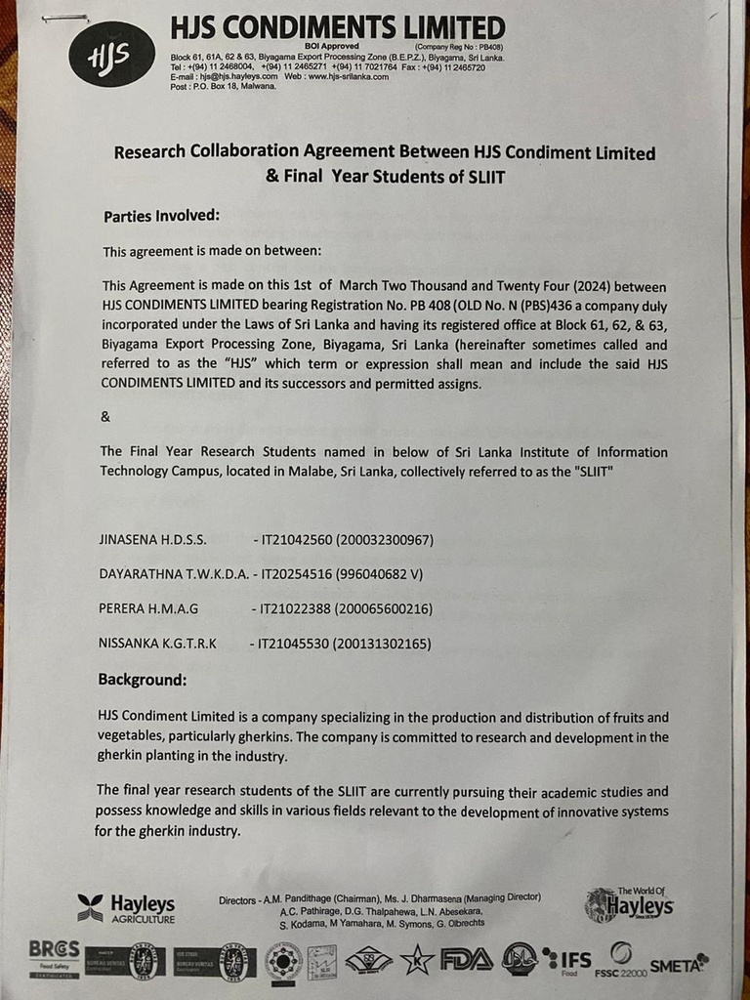 HJS
HJS CONDIMENTS LIMITED
BOI Approved (Company Reg No : PB408)
Block 61, 61A, 62 & 63, Biyagama Export Processing Zone (B.E.P.Z.), Biyagama, Sri Lanka.
Tel : +(94) 11 2468004, +(94) 11 2465271 +(94) 11 7021764 Fax : +(94) 11 2465720
E-mail : hjs@hjs.hayleys.com Web : www.hjs-srilanka.com
Post : P.O. Box 18, Malwana.
Research Collaboration Agreement Between HJS Condiment Limited
& Final Year Students of SLIIT
Parties Involved:
This agreement is made on between:
This Agreement is made on this 1st of March Two Thousand and Twenty Four (2024) between
HJS CONDIMENTS LIMITED bearing Registration No. PB 408 (OLD No. N (PBS)436 a company duly
incorporated under the Laws of Sri Lanka and having its registered office at Block 61, 62, & 63,
Biyagama Export Processing Zone, Biyagama, Sri Lanka (hereinafter sometimes called and
referred to as the “HJS” which term or expression shall mean and include the said HJS
CONDIMENTS LIMITED and its successors and permitted assigns.
&
The Final Year Research Students named in below of Sri Lanka Institute of Information
Technology Campus, located in Malabe, Sri Lanka, collectively referred to as the "SLIIT"
JINASENA H.D.S.S. - IT21042560 (200032300967)
DAYARATHNA T.W.K.D.A. - IT20254516 (996040682 V)
PERERA H.M.A.G - IT21022388 (200065600216)
NISSANKA K.G.T.R.K - IT21045530 (200131302165)
Background:
HJS Condiment Limited is a company specializing in the production and distribution of fruits and
vegetables, particularly gherkins. The company is committed to research and development in the
gherkin planting in the industry.
The final year research students of the SLIIT are currently pursuing their academic studies and
possess knowledge and skills in various fields relevant to the development of innovative systems
for the gherkin industry.
Hayleys
AGRICULTURE
Directors - A.M. Pandithage (Chairman), Ms. J. Dharmasena (Managing Director)
A.C. Pathirage, D.G. Thalpahewa, L.N. Abesekara,
S. Kodama, M Yamahara, M. Symons, G. Olbrechts
The World Of
Hayleys
BRCGS
Food Safety
CERTIFICATED
BUREAU VERITAS
Certification
BUREAU VERITAS
Certification
K
FDA
IFS
Food
FSSC 22000
SMETA